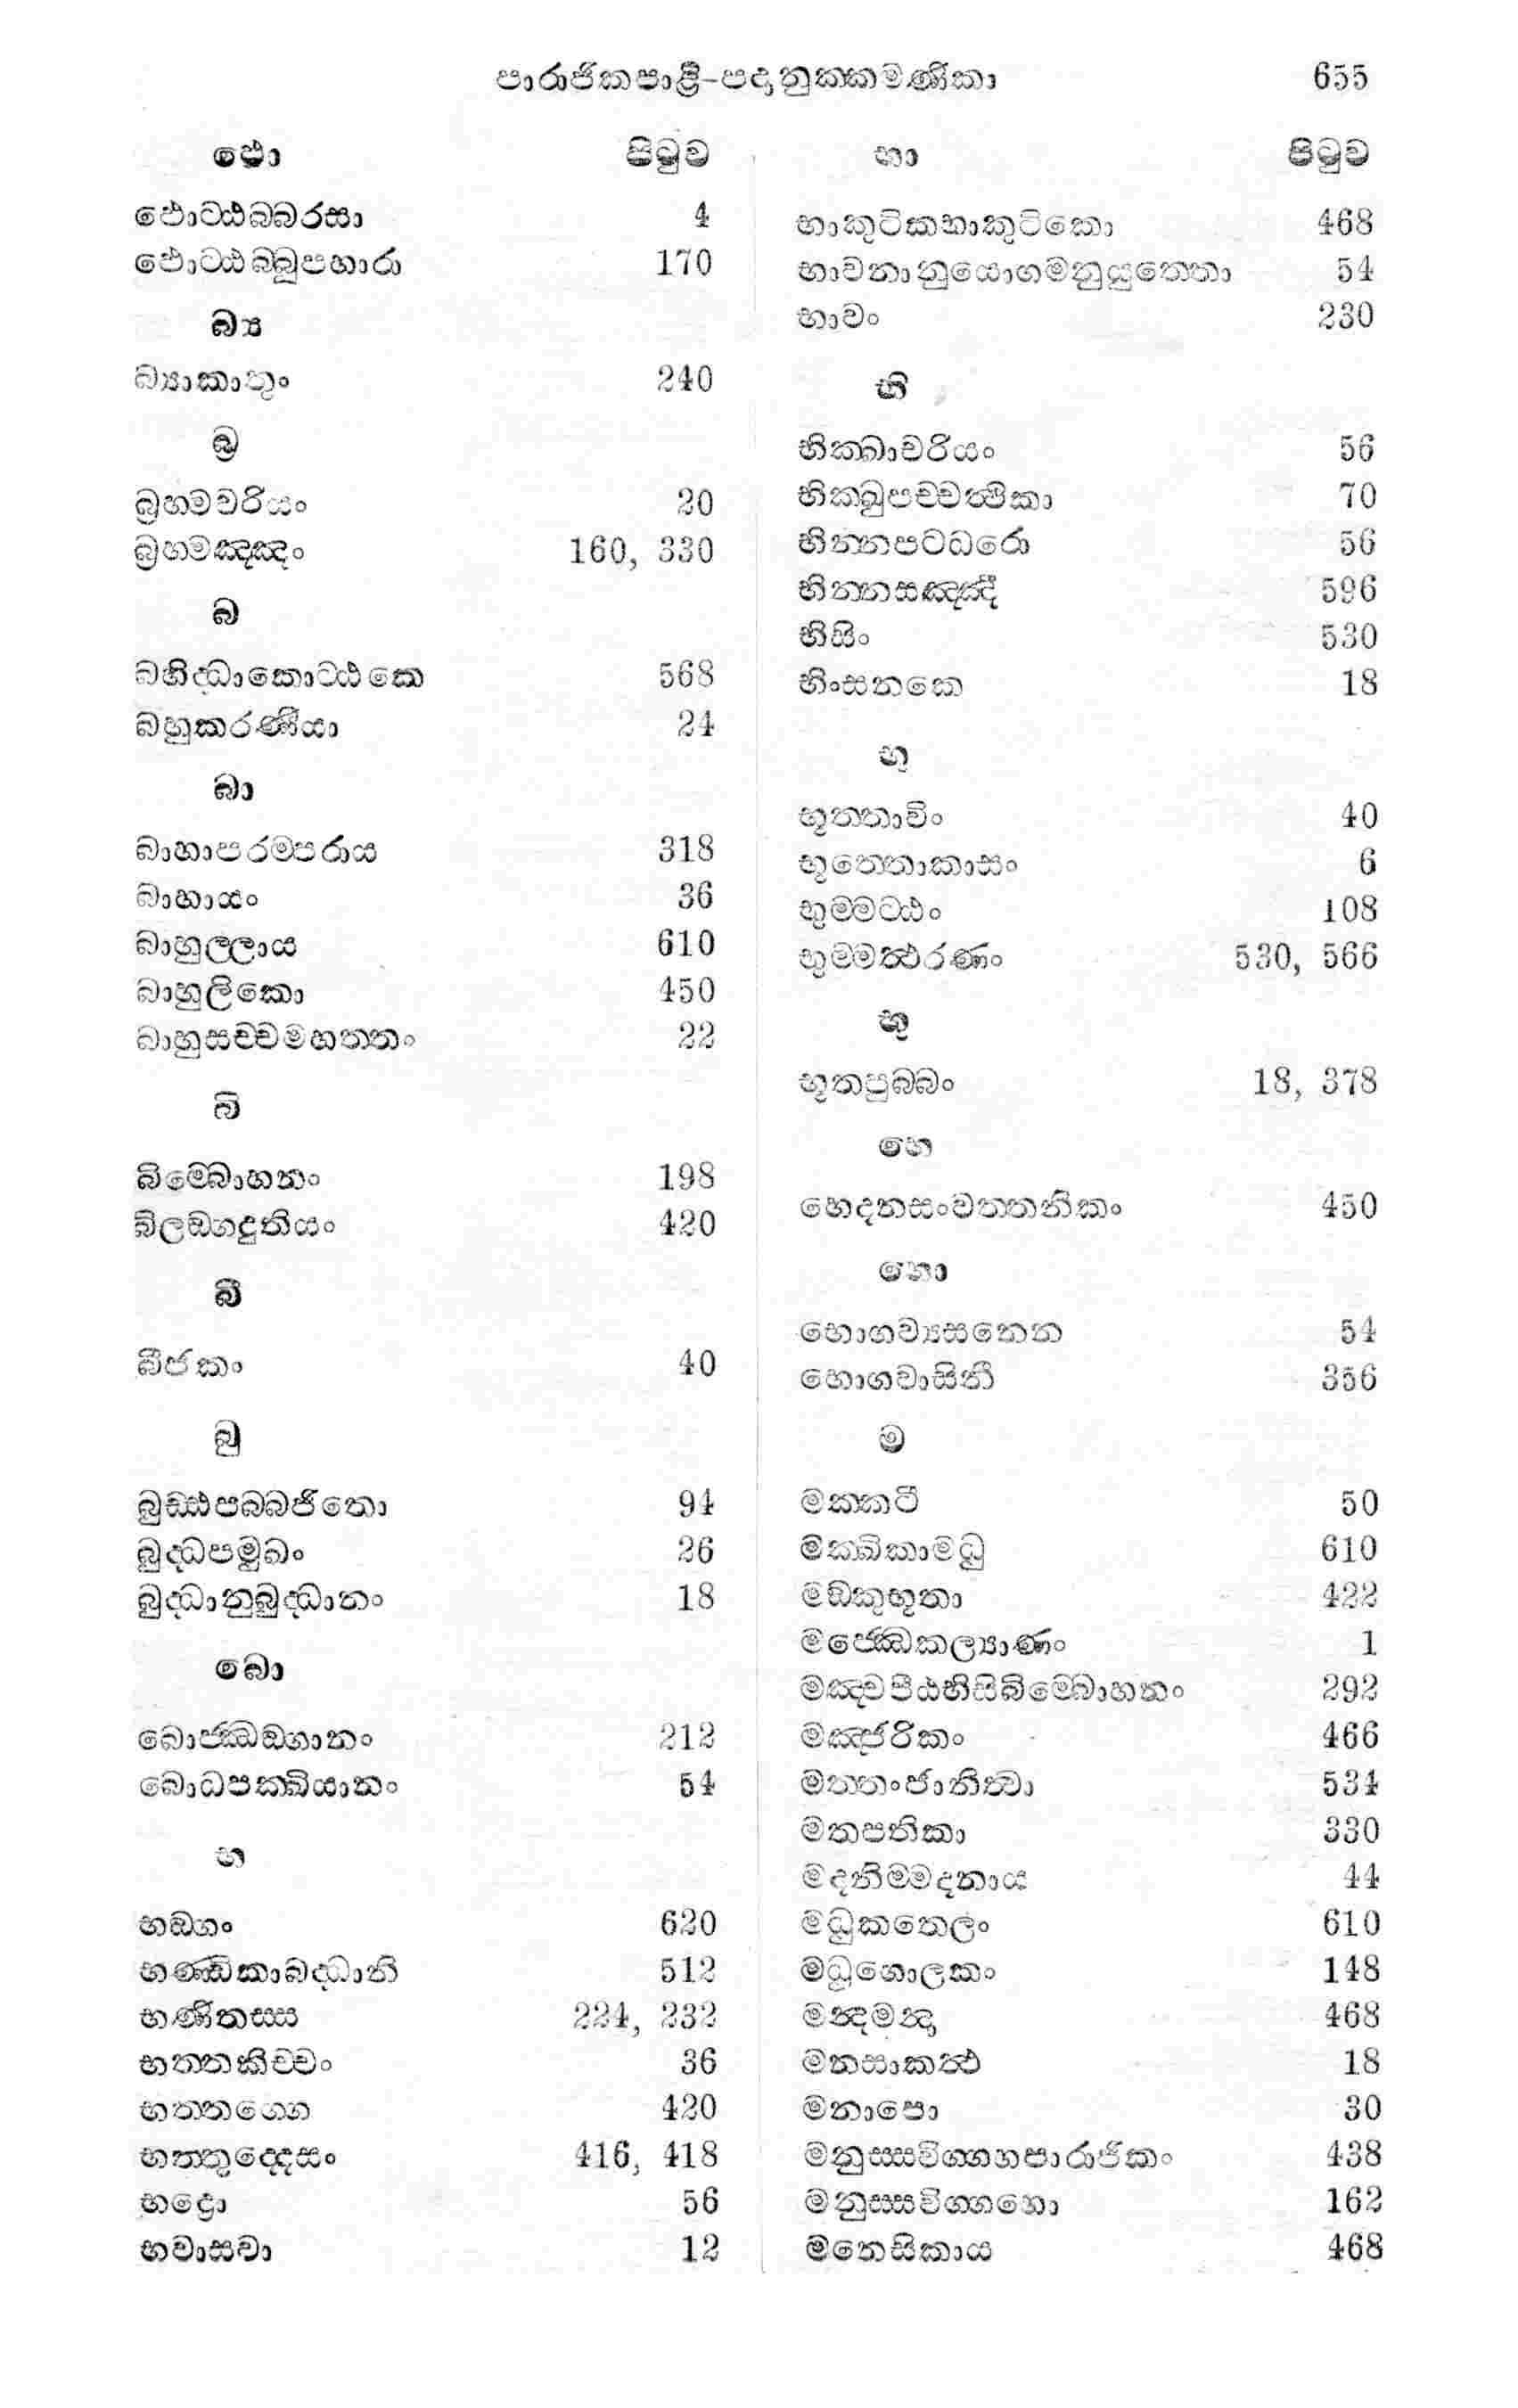 පාරාජිකපාළි-පදානුක්කමණිකා 655
ඵො පිටුව
ඵොට්ඨබ්බරසා 4
ඵොට්ඨබ්බූපහාරා 170
බ්‍ය
බ්‍යාකාතුං 240
බ්‍ර
බ්‍රහ්මචරියං 20
බ්‍රහ්මඤ්ඤං 160, 330
බ
බහිද්ධාකොට්ඨකෙ 568
බහුකරණීයා 24
බා
බාහාපරම්පරාය 318
බාහායං 36
බාහුල්ලාය 610
බාහුලිකො 450
බාහුසච්චමහත්තං 22
බි
බිම්බොහනං 198
බිලඞ්ගදුතියං 420
බී
බීජකං 40
බු
බුඪ්ඪපබ්බජිතො 94
බුද්ධපමුඛං 26
බුද්ධානුබුද්ධානං 18
බො
බොජ්ඣඞ්ගානං 212
බොධපක්ඛියානං 54
භ
භඞ්ගං 620
භණ්ඩිකාබද්ධානි 512
භණිතස්ස 224, 232
භත්තකිච්චං 36
භත්තග්ගෙ 420
භත්තුද්දෙසං 416, 418
භද්‍රො 56
භවාසවා 12
භා පිටුව
භාකුටිකභාකුටිකො 468
භාවනානුයොගමනුයුත්තො 54
භාවං 230
භි
භික්ඛාචරියං 56
භික්ඛුපච්චත්ථිකා 70
භින්නපටධරො 56
භින්නසඤ්ඤී 596
භිසිං 530
භිංසනකෙ 18
භු
භුත්තාවිං 40
භුත්තොකාසං 6
භුම්මට්ඨං 108
භුම්මත්ථරණං 530, 566
භූ
භූතපුබ්බං 18, 378
භෙ
භෙදනසංවත්තනිකං 450
භො
භොගව්‍යසනෙන 54
භොගවාසිනී 356
ම
මක්කටී 50
මක්ඛිකාමධු 610
මඞ්කුභූතා 422
මජ්ඣෙකල්‍යාණං 1
මඤ්චපීඨභිසිබිම්බොහනං 292
මඤ්ජරිකං 466
මත්තංජානිත්වා 534
මතපතිකා 330
මදනිම්මදනාය 44
මධුකතෙලං 610
මධුගොලකං 148
මන්දමන්දා 468
මනසාකත්ථ 18
මනාපො 30
මනුස්සවිග්ගහපාරාජිකං 438
මනුස්සවිග්ගහො 162
මනෙසිකාය 468